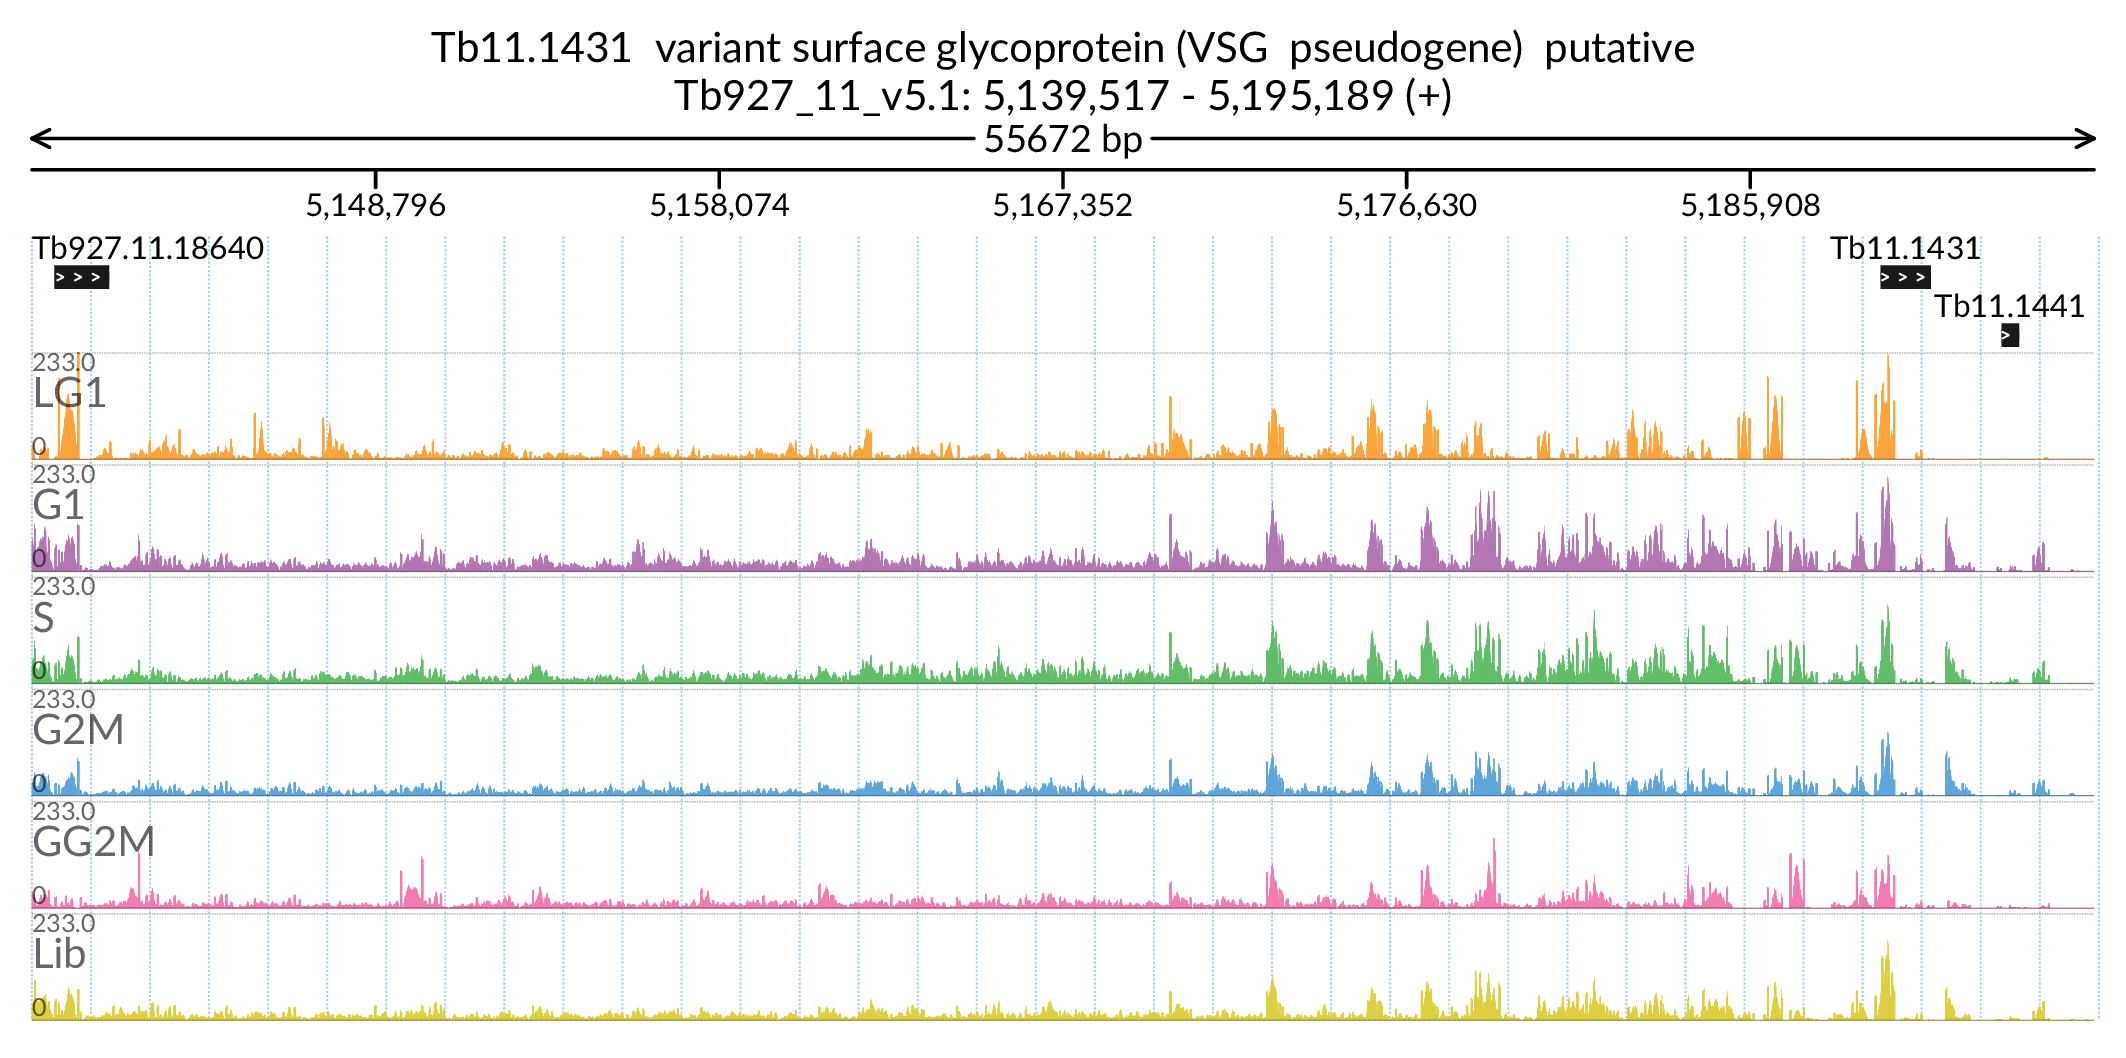 Tb11.1431 variant surface glycoprotein (VSG pseudogene) putative
Tb927_11_v5.1: 5,139,517 - 5,195,189 (+)
55672 bp
5,148,796 5,158,074 5,167,352 5,176,630 5,185,908
Tb927.11.18640 Tb11.1431
> > > > > >
Tb11.1441
>
233.0
LG1
0
233.0
G1
0
233.0
S
0
233.0
G2M
0
233.0
GG2M
0
233.0
Lib
0